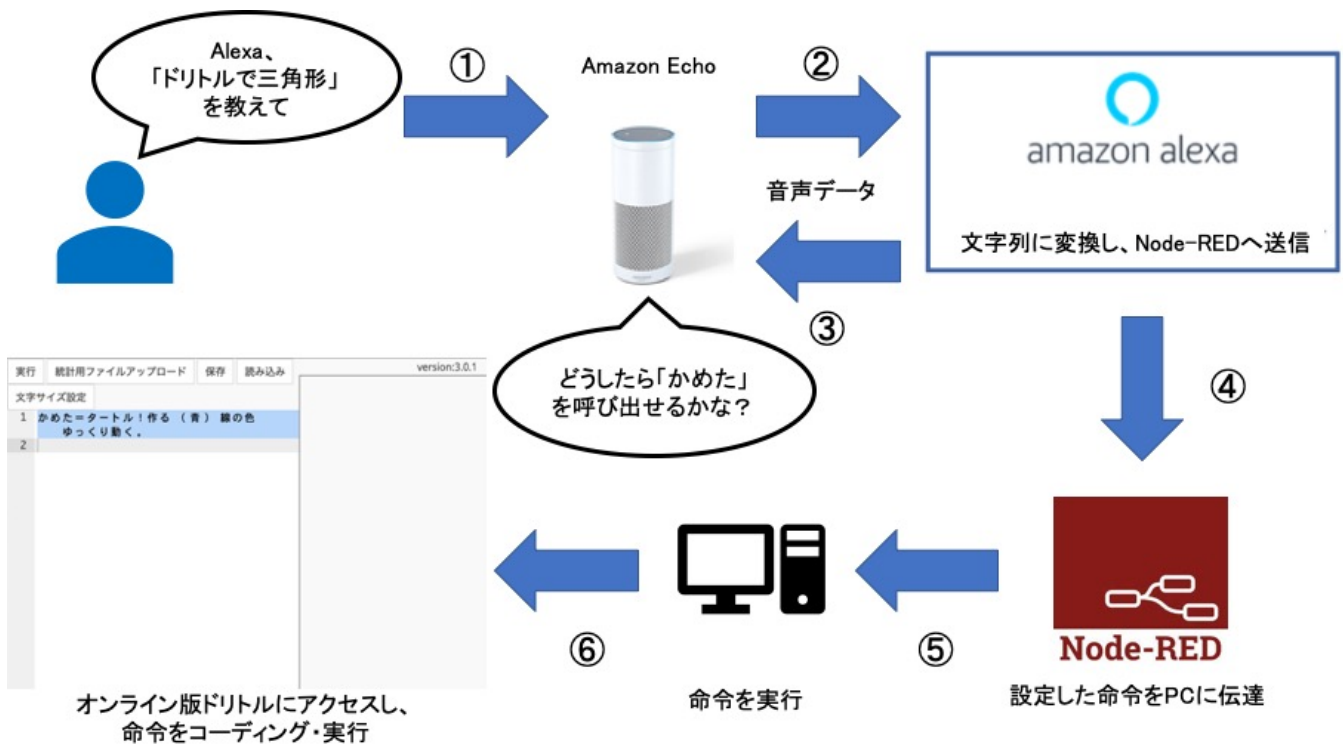 Alexa、
「ドリトルで三角形」
を教えて
①
Amazon Echo
②
音声データ
amazon alexa
文字列に変換し、Node-REDへ送信
③
どうしたら「かめた」
を呼び出せるかな？
④
Node-RED
設定した命令をPCに伝達
⑤
命令を実行
⑥
実行 統計用ファイルアップロード 保存 読み込み version:3.0.1
文字サイズ設定
1 かめた＝タートル！作る （青） 線の色
ゆっくり動く。
2
オンライン版ドリトルにアクセスし、
命令をコーディング・実行